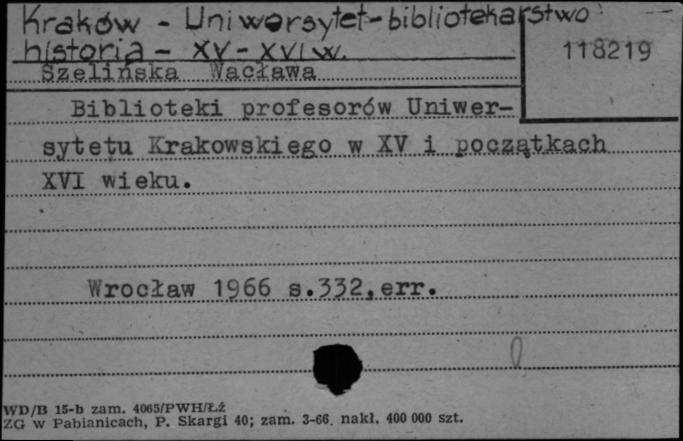 Kraków - Uniwersytet - bibliotekarstwo
historia - XV - XVI w.
118219
Szelińska Wacława
Biblioteki profesorów Uniwer-
sytetu Krakowskiego w XV i początkach
XVI wieku.
Wrocław 1966 s.332,err.
WD/B 15-b zam. 4065/PWH/Łź
ZG w Pabianicach, P. Skargi 40; zam. 3-66. nakł. 400 000 szt.